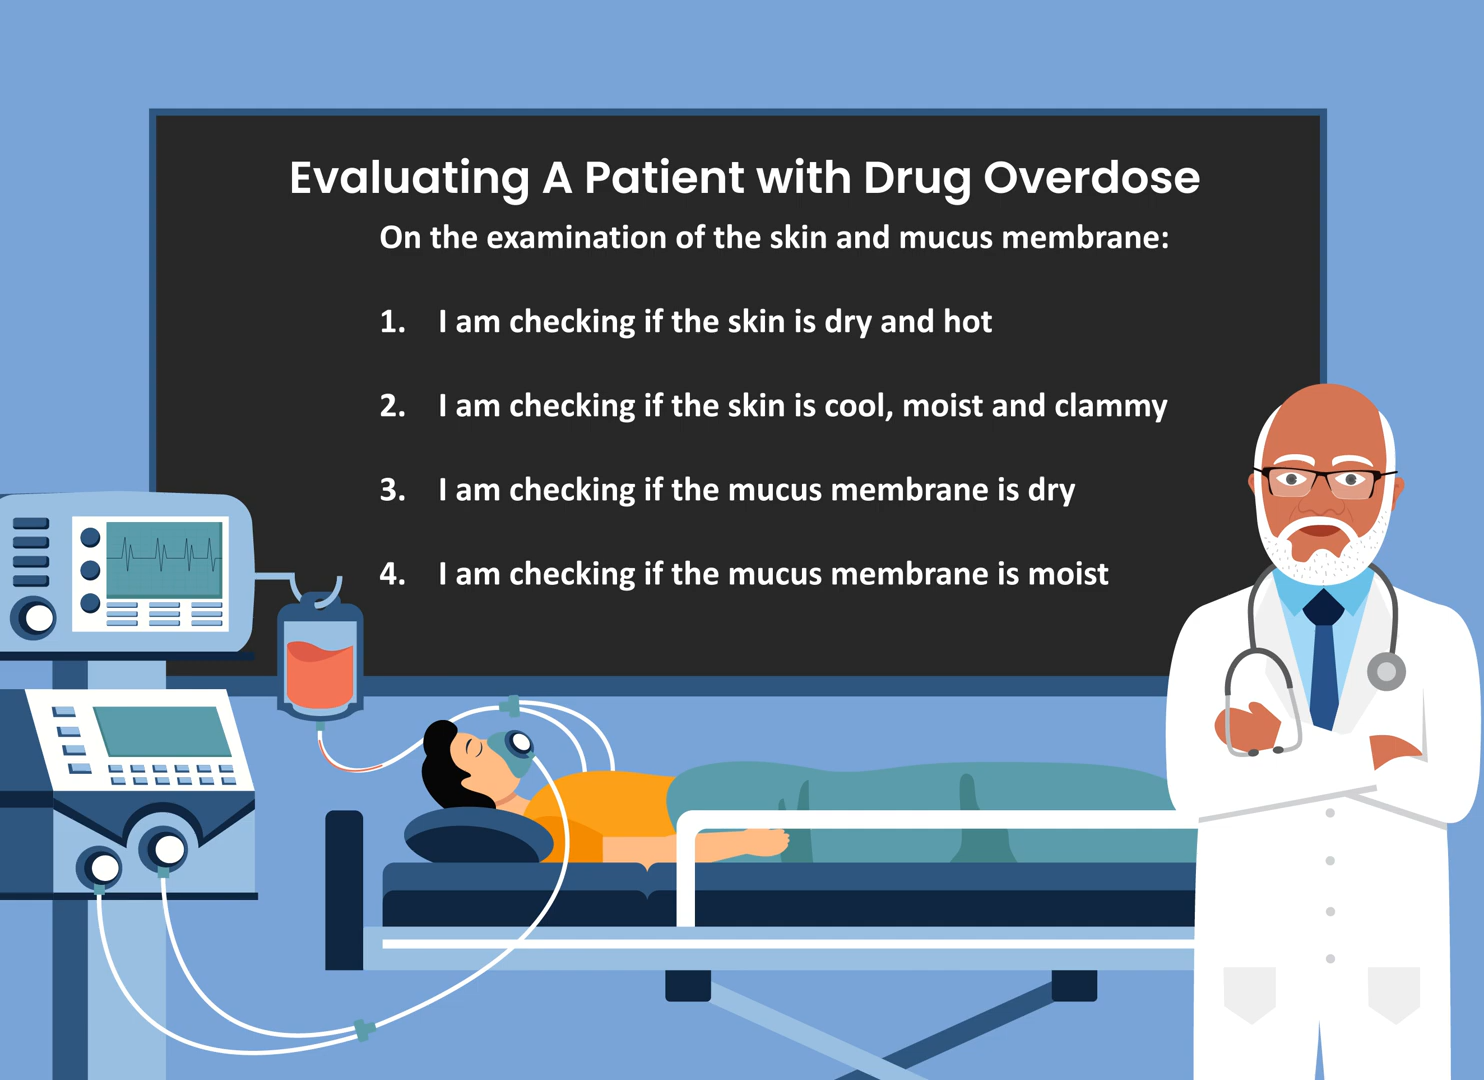 Evaluating A Patient with Drug Overdose
On the examination of the skin and mucus membrane:
1. I am checking if the skin is dry and hot
2. I am checking if the skin is cool, moist and clammy
3. I am checking if the mucus membrane is dry
4. I am checking if the mucus membrane is moist